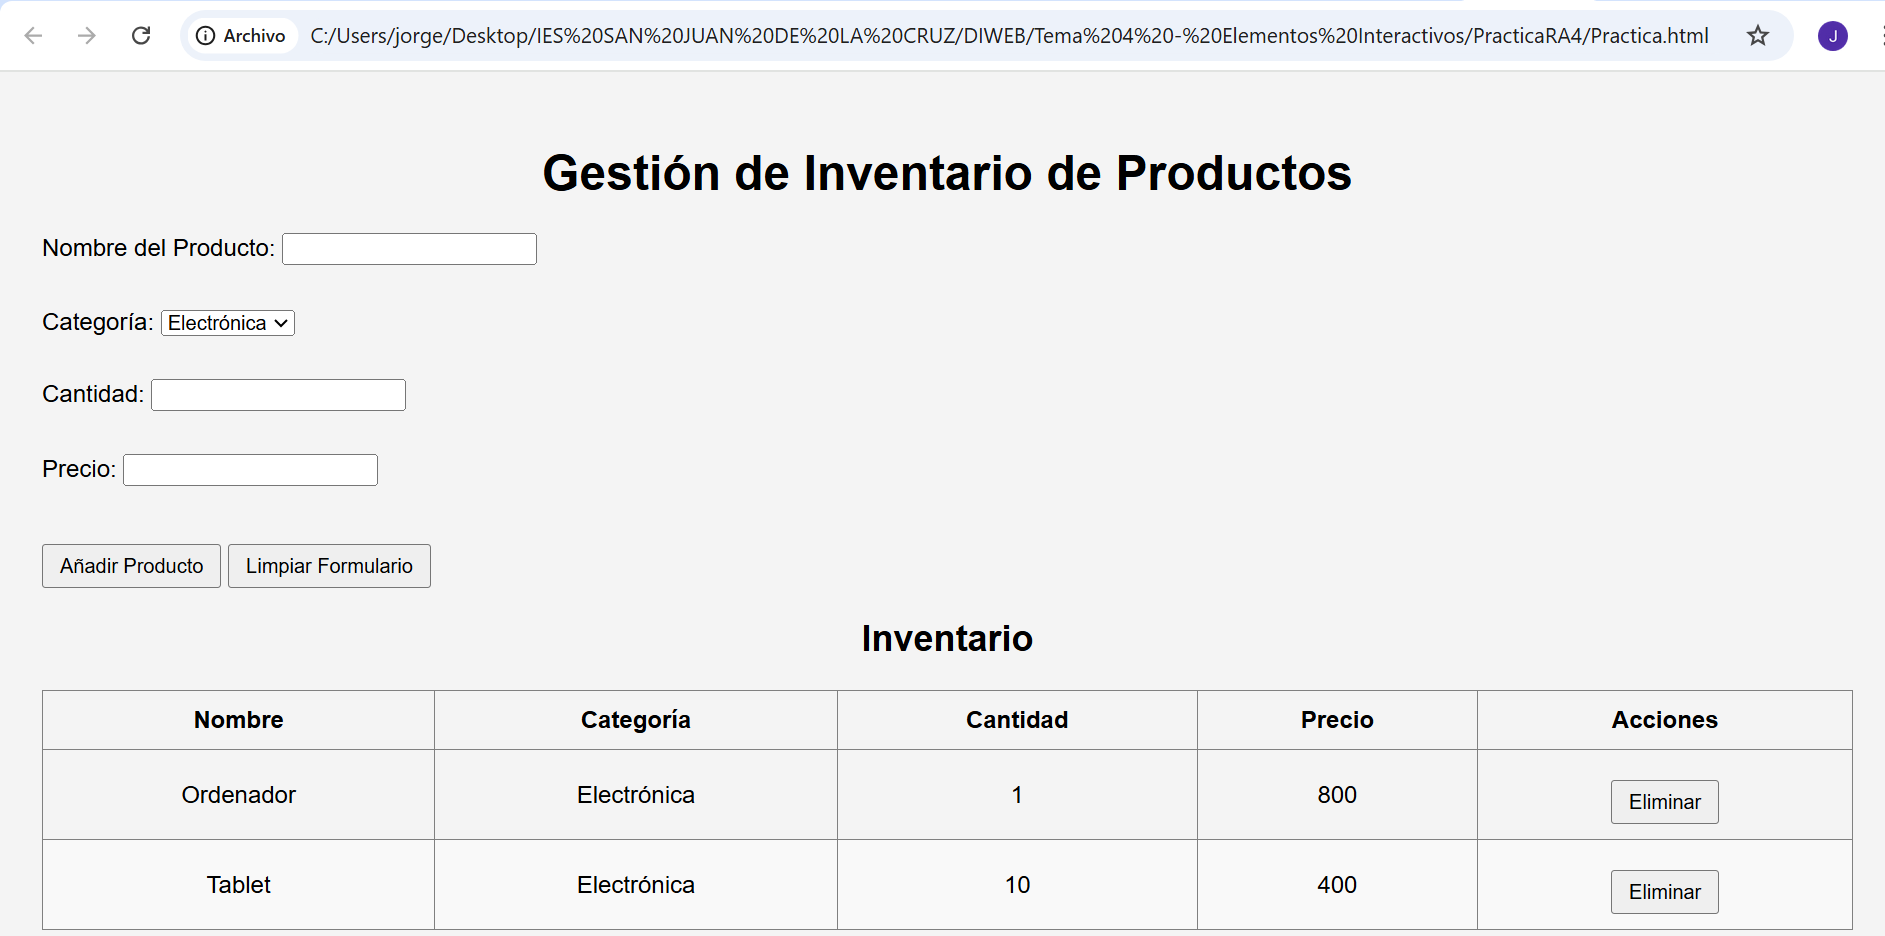 Archivo C:/Users/jorge/Desktop/IES%20SAN%20JUAN%20DE%20LA%20CRUZ/DIWEB/Tema%204%20-%20Elementos%20Interactivos/PracticaRA4/Practica.html J
Gestión de Inventario de Productos
Nombre del Producto:
Categoría: Electrónica
Cantidad:
Precio:
Añadir Producto Limpiar Formulario
Inventario
Nombre Categoría Cantidad Precio Acciones
Ordenador Electrónica 1 800 Eliminar
Tablet Electrónica 10 400 Eliminar